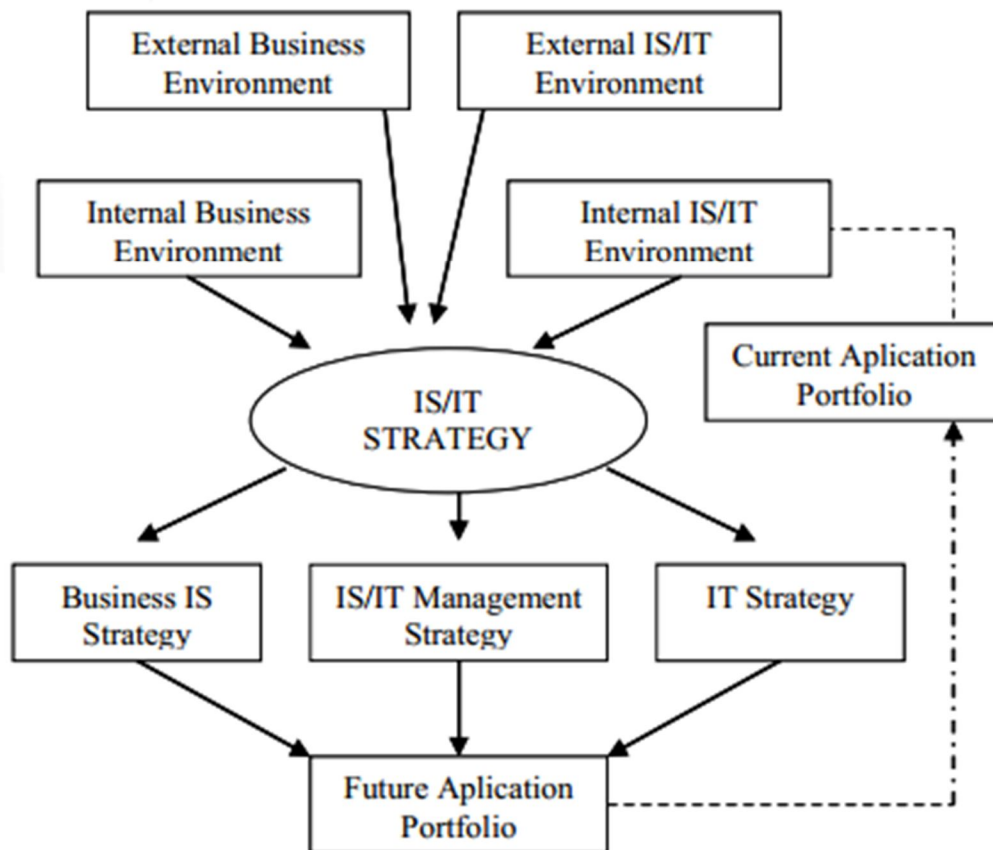 External Business
Environment
External IS/IT
Environment
Internal Business
Environment
Internal IS/IT
Environment
Current Aplication
Portfolio
IS/IT
STRATEGY
Business IS
Strategy
IS/IT Management
Strategy
IT Strategy
Future Aplication
Portfolio